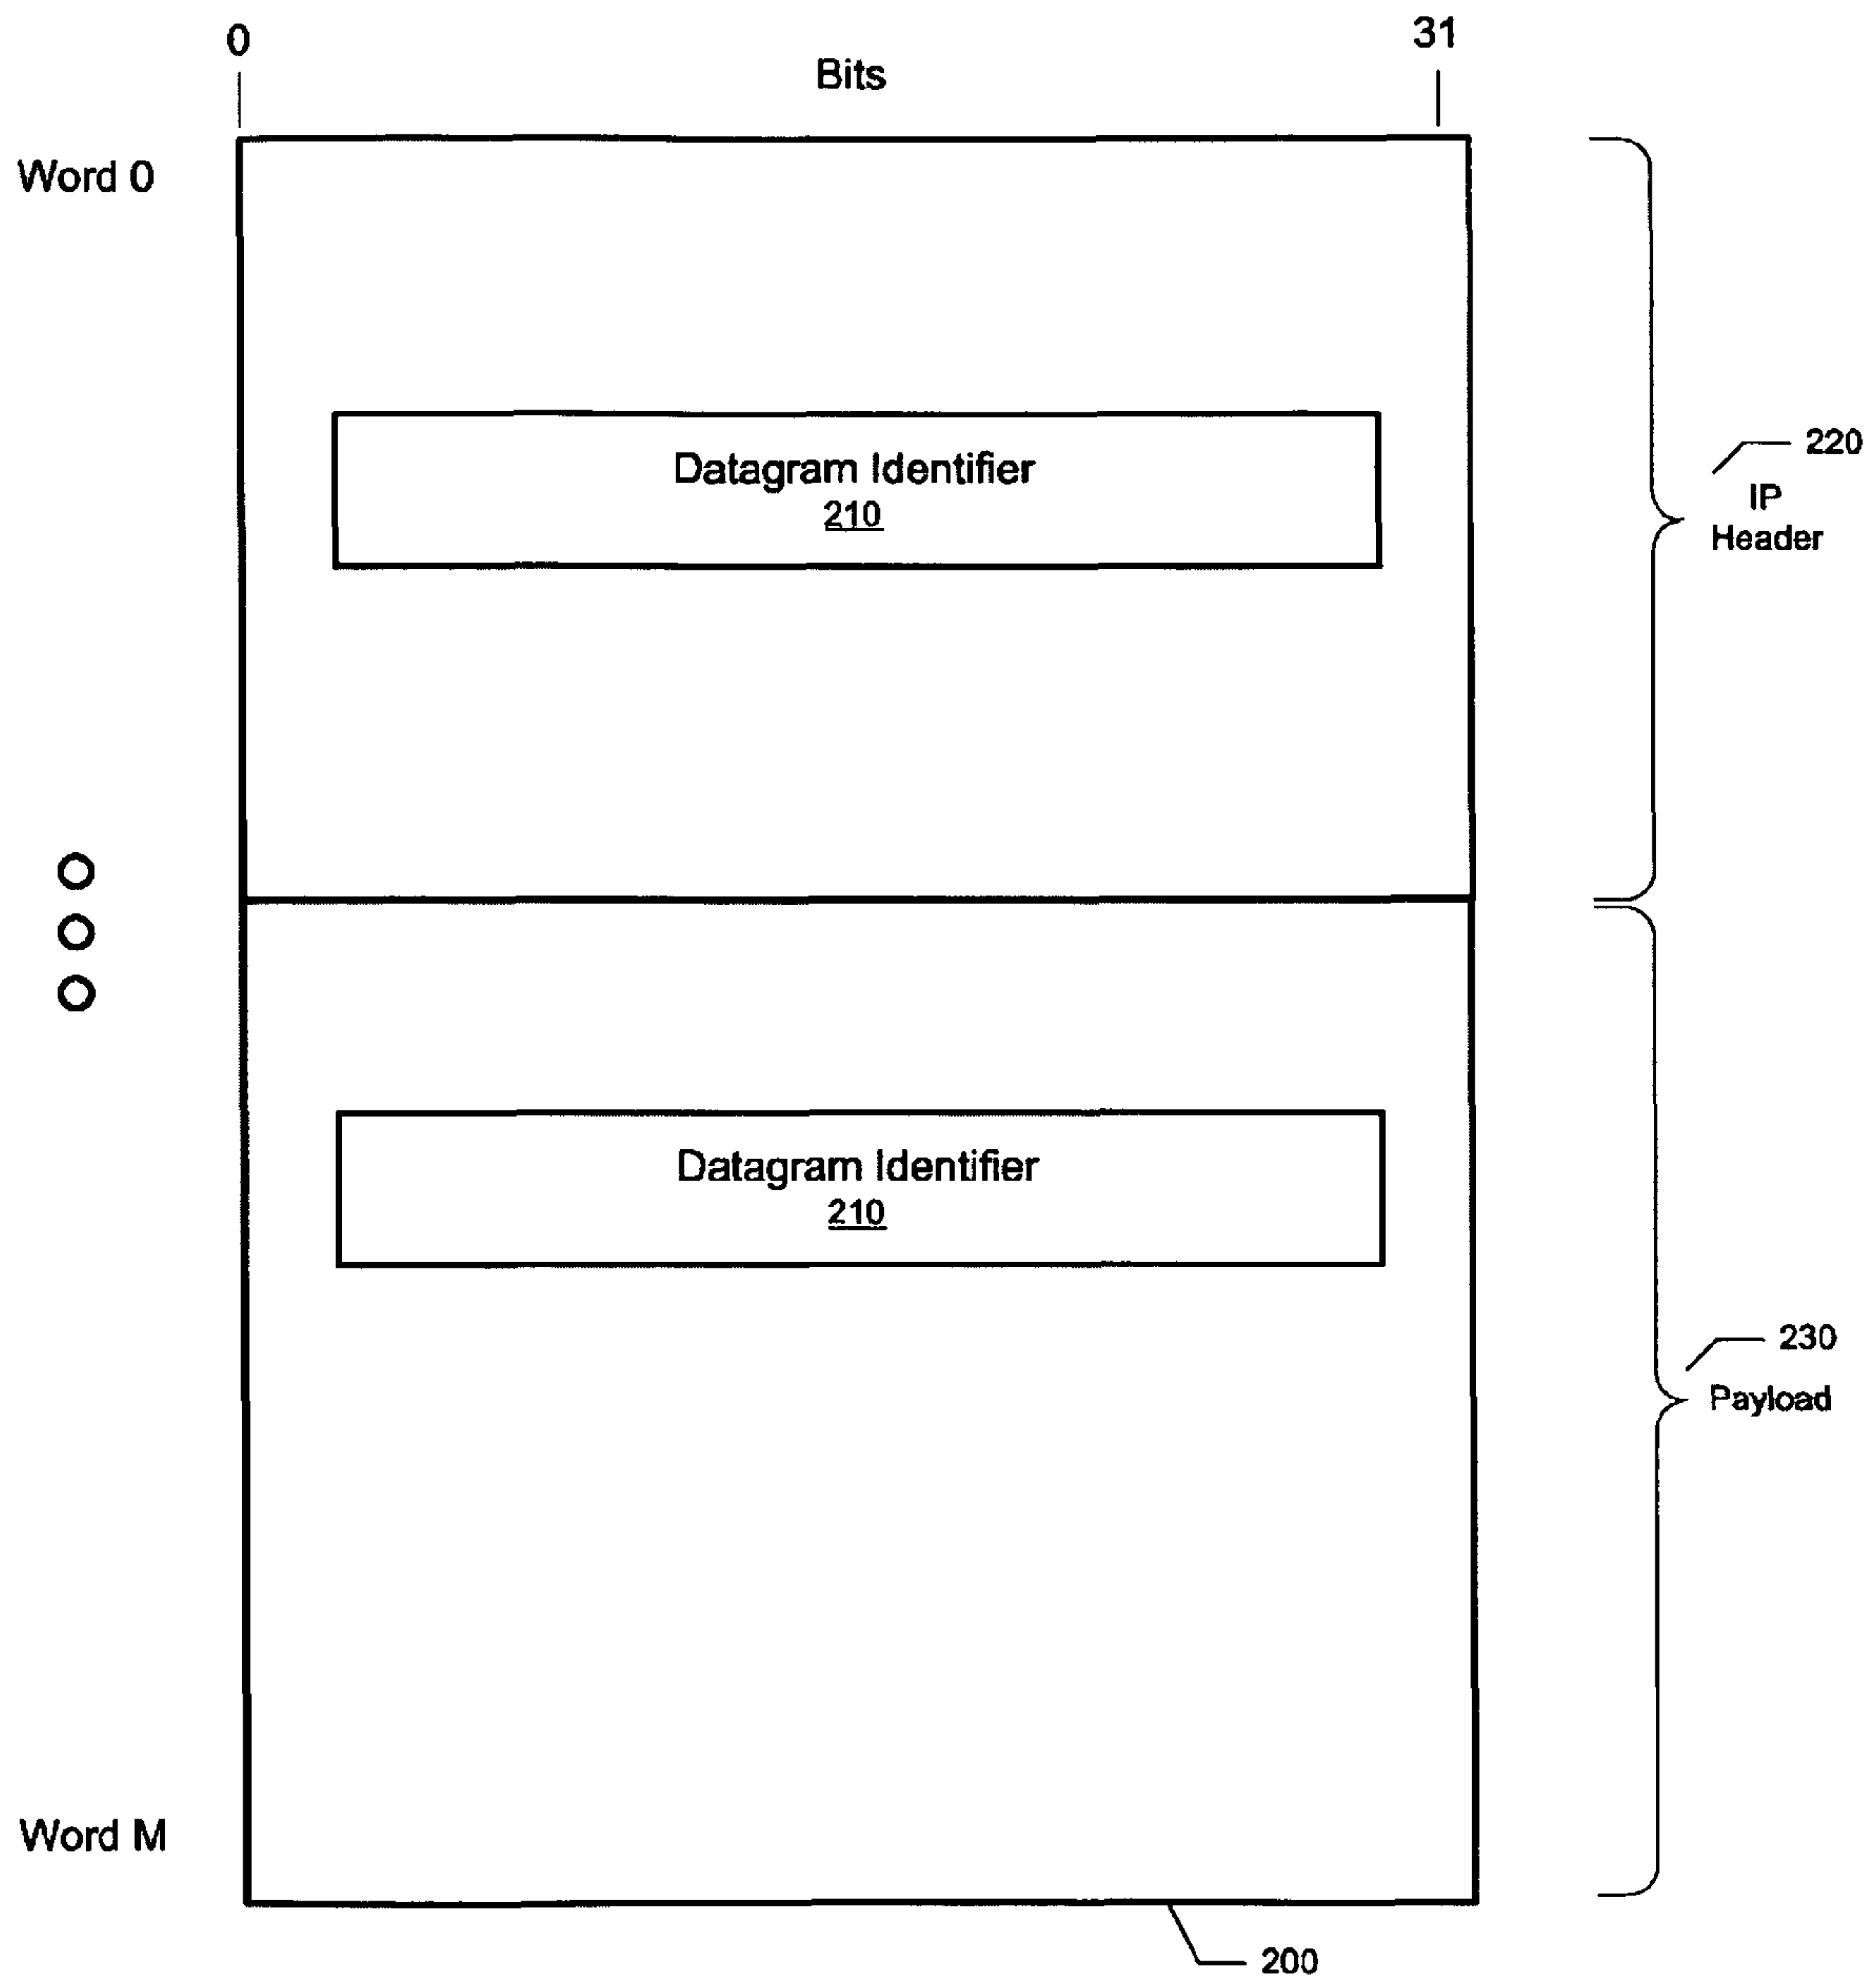 0
31
Bits
Word 0
Datagram Identifier
210
220
IP
Header
Datagram Identifier
210
230
Payload
Word M
200